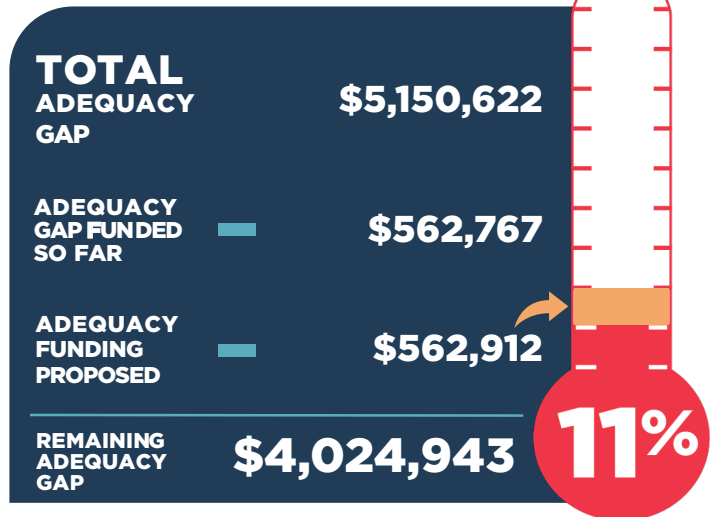 TOTAL
ADEQUACY
GAP
$5,150,622
ADEQUACY
GAP FUNDED
SO FAR
$562,767
ADEQUACY
FUNDING
PROPOSED
$562,912
REMAINING
ADEQUACY
GAP
$4,024,943
11%